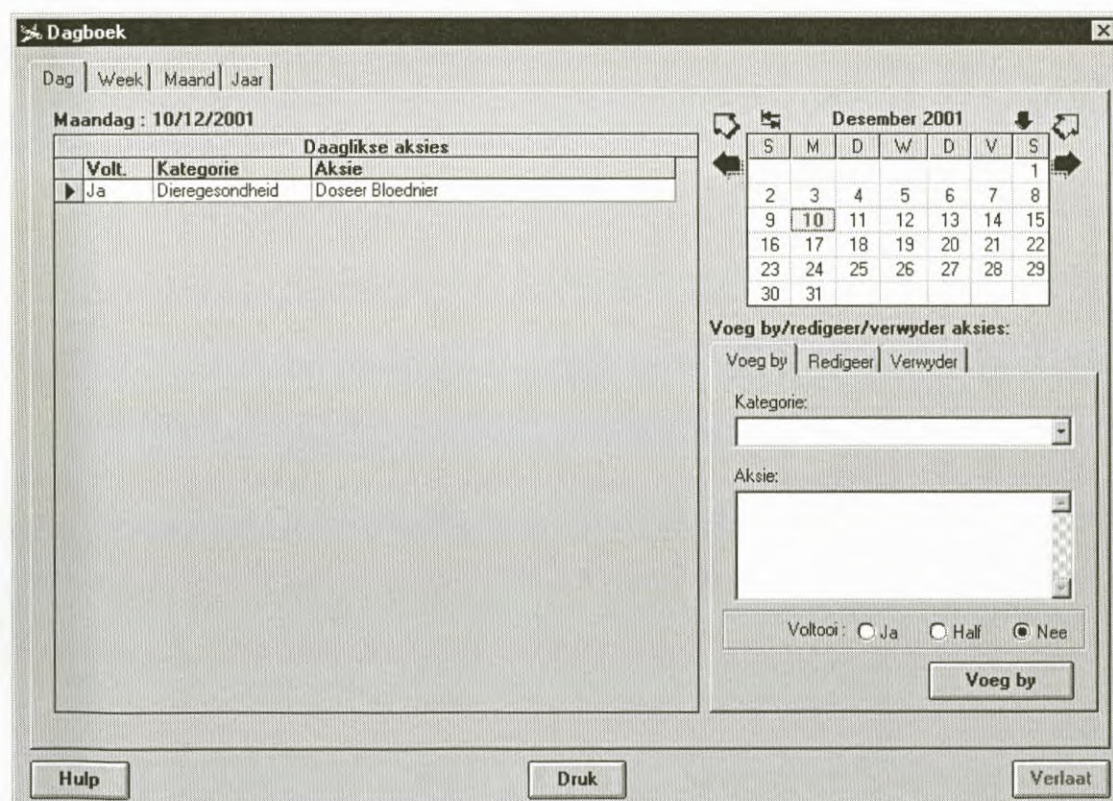 Dagboek
Dag Week Maand Jaar
Maandag : 10/12/2001
Daaglikse aksies
Volt. Kategorie Aksie
Ja Dieregesondheid Doseer Bloednier
Desember 2001
S M D W D V S
1
2 3 4 5 6 7 8
9 10 11 12 13 14 15
16 17 18 19 20 21 22
23 24 25 26 27 28 29
30 31
Voeg by/redigeer/verwyder aksies:
Voeg by Redigeer Verwyder
Kategorie:
Aksie:
Voltooi : Ja Half Nee
Voeg by
Hulp Druk Verlaat